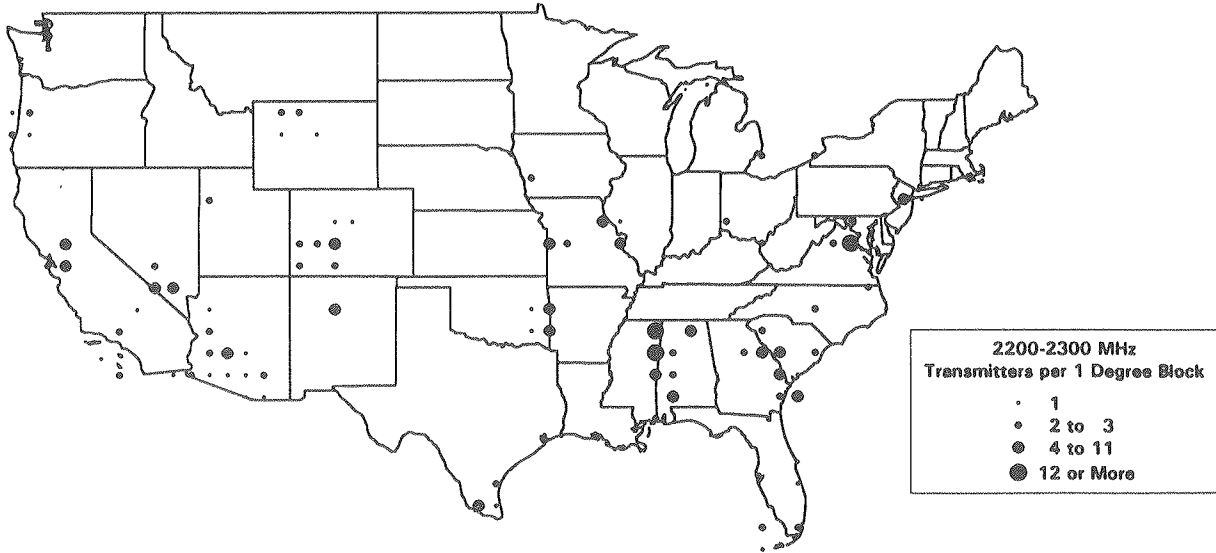 2200-2300 MHz
Transmitters per 1 Degree Block
1
2 to 3
4 to 11
12 or More